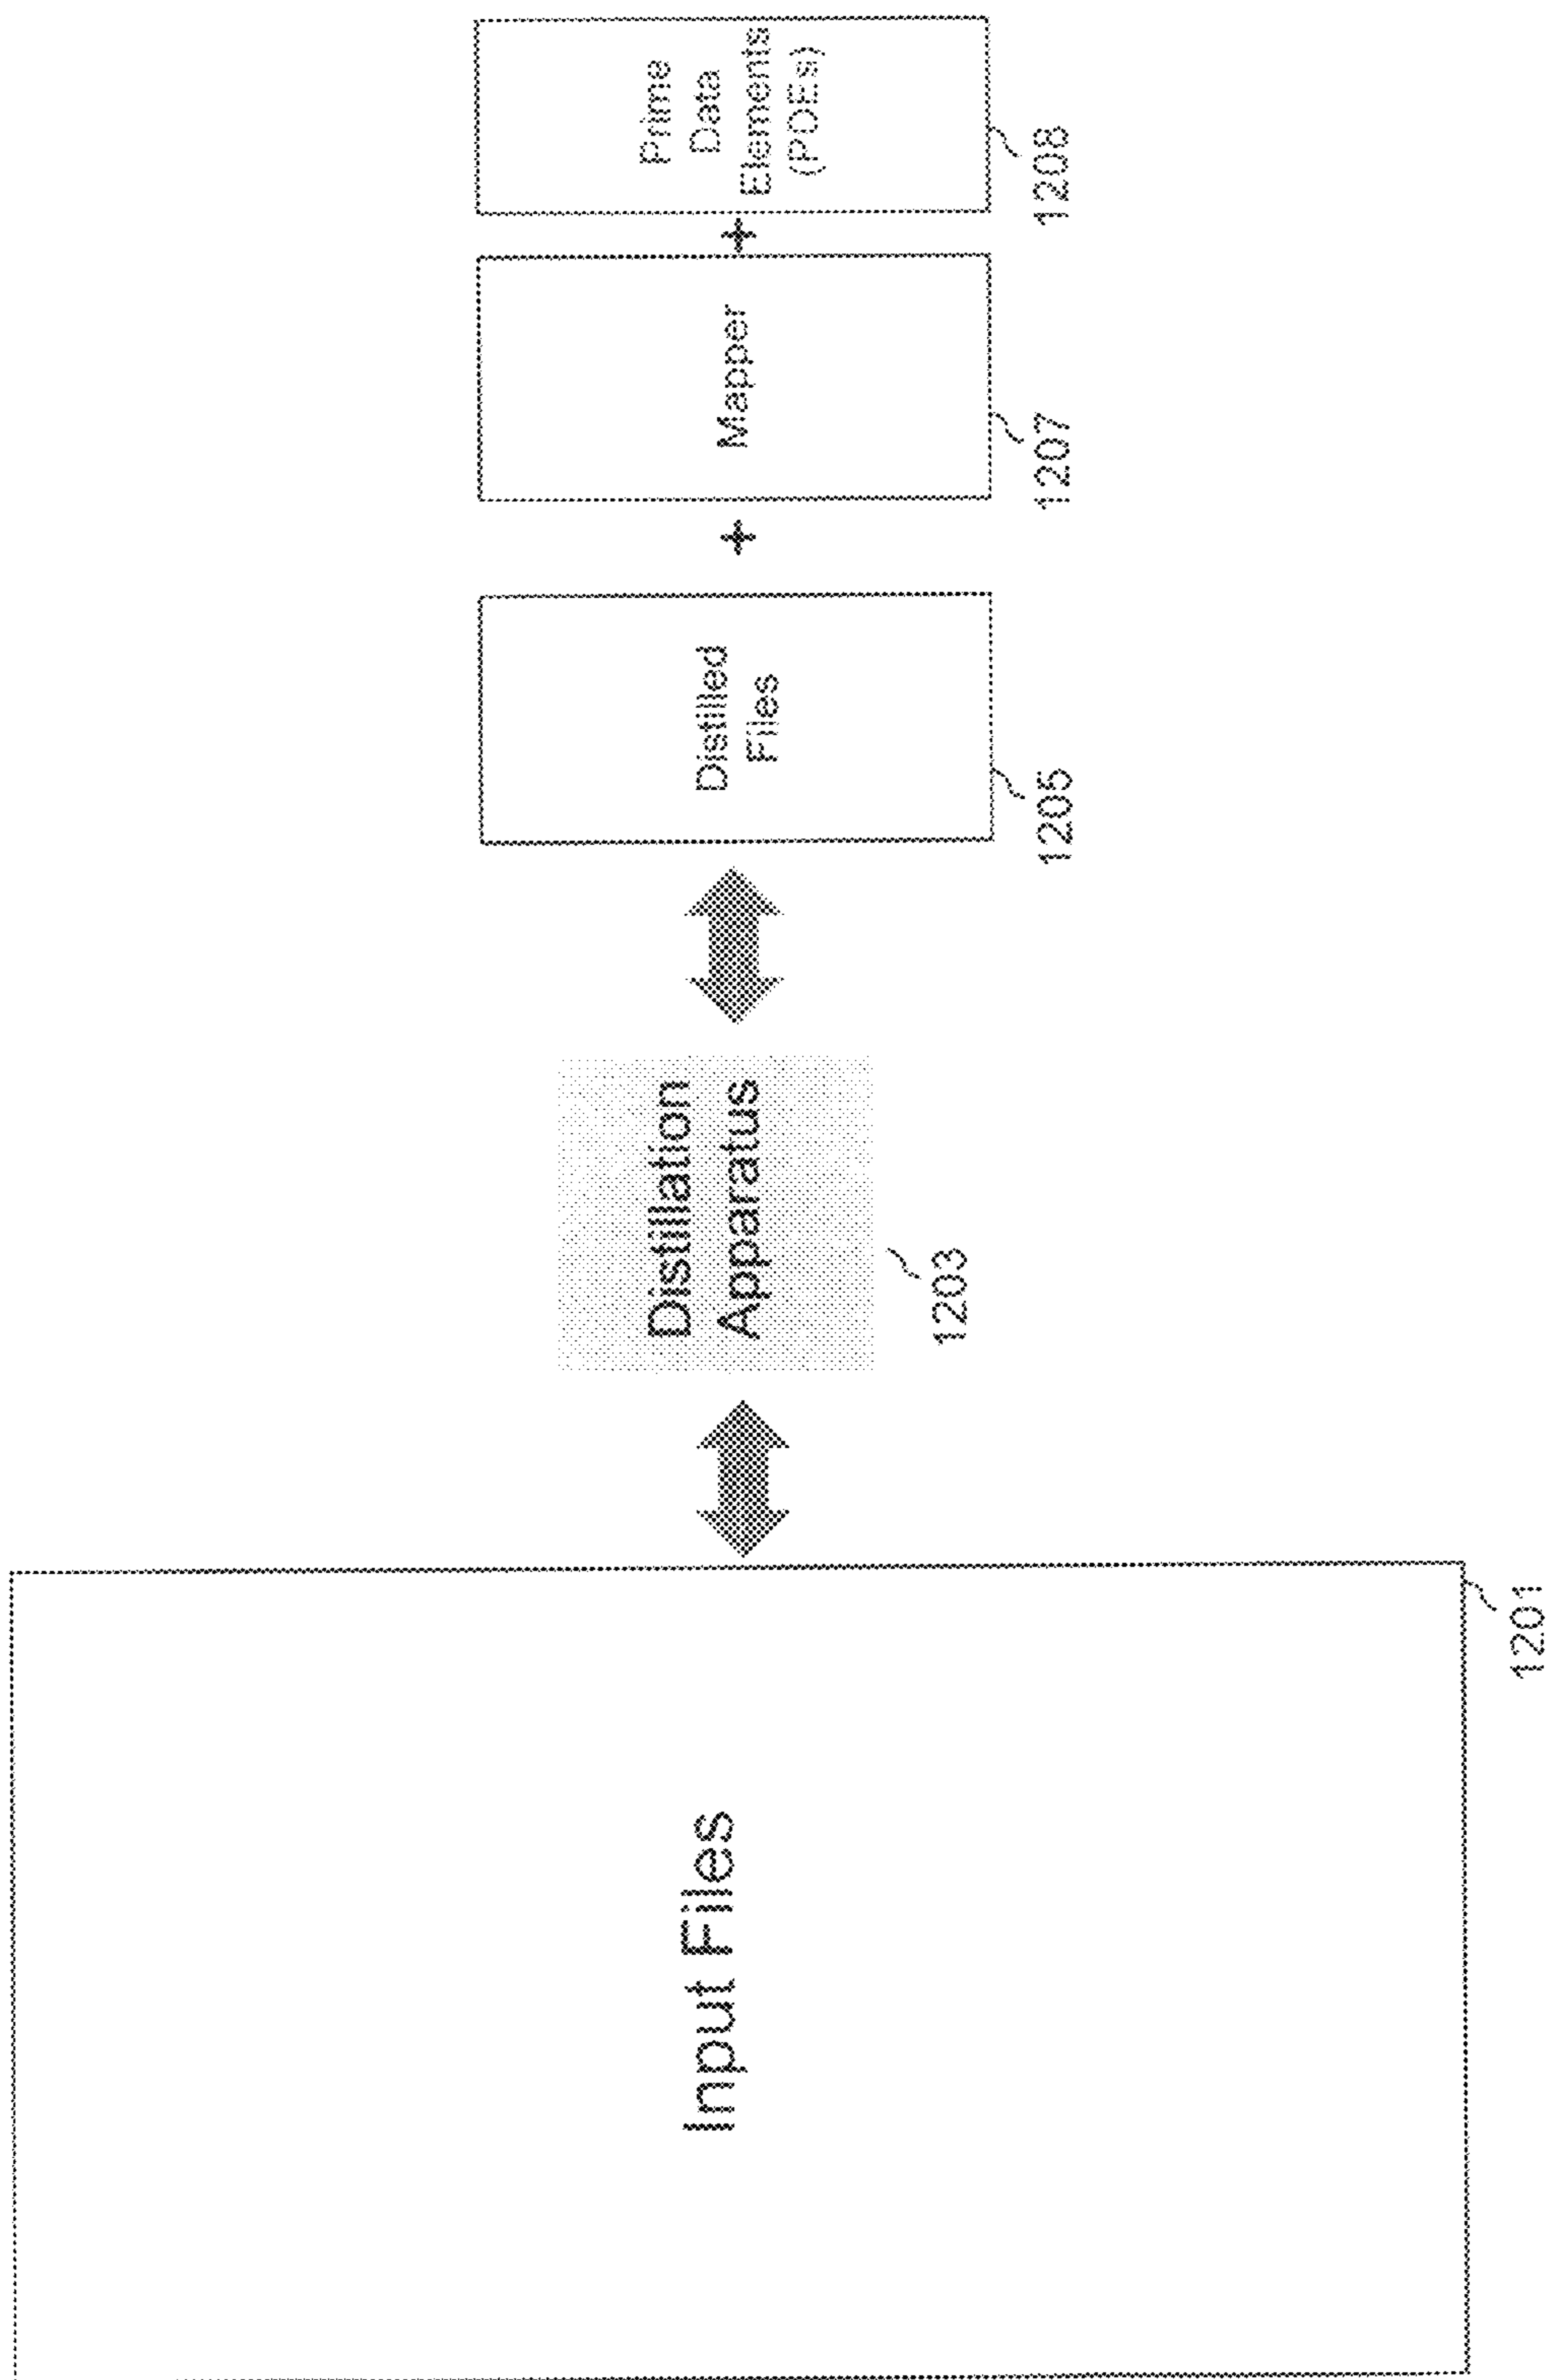 Input Files
1201
Distillation
Apparatus
1203
Distilled
Files
1205
+
Mapper
1207
+
Prime
Data
Elements
(PDEs)
1208